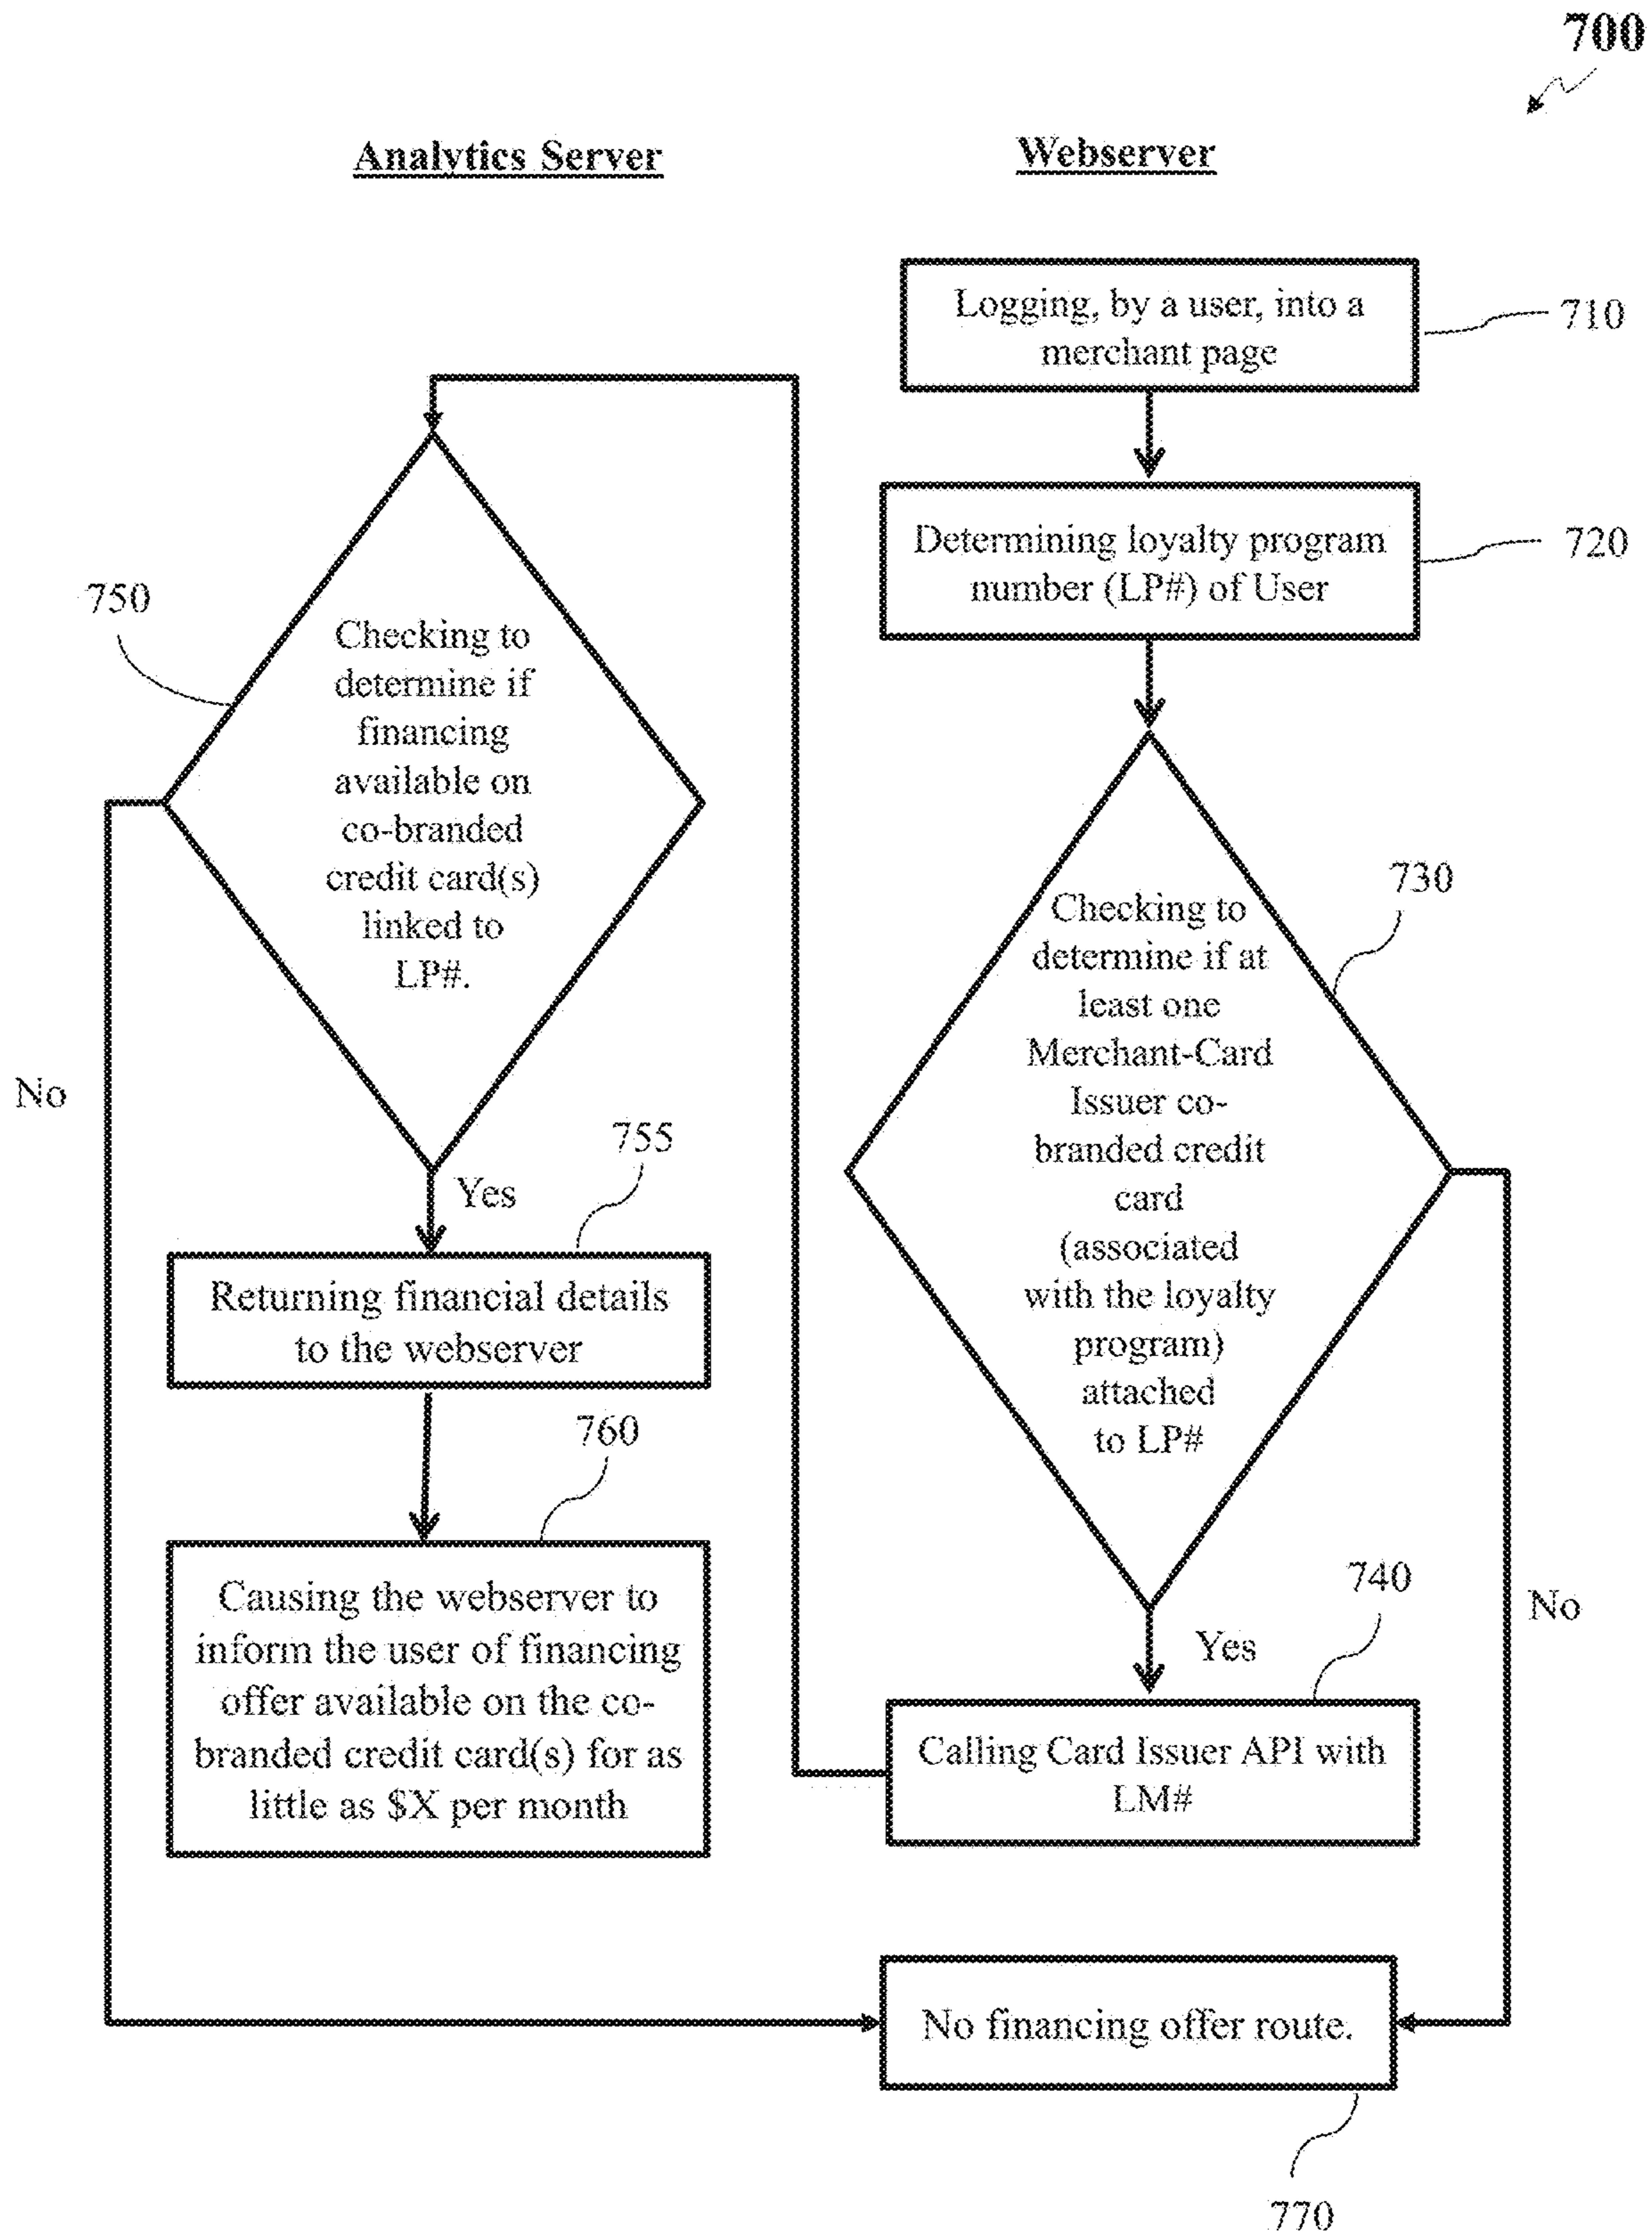 700
Analytics Server
Webserver
Logging, by a user, into a
merchant page
710
Determining loyalty program
number (LP#) of User
720
750
Checking to
determine if
financing
available on
co-branded
credit card(s)
linked to
LP#.
No
Yes
755
Returning financial details
to the webserver
760
Causing the webserver to
inform the user of financing
offer available on the co-
branded credit card(s) for as
little as $X per month
730
Checking to
determine if at
least one
Merchant-Card
Issuer co-
branded credit
card
(associated
with the loyalty
program)
attached
to LP#
No
Yes
740
Calling Card Issuer API with
LM#
No financing offer route.
770